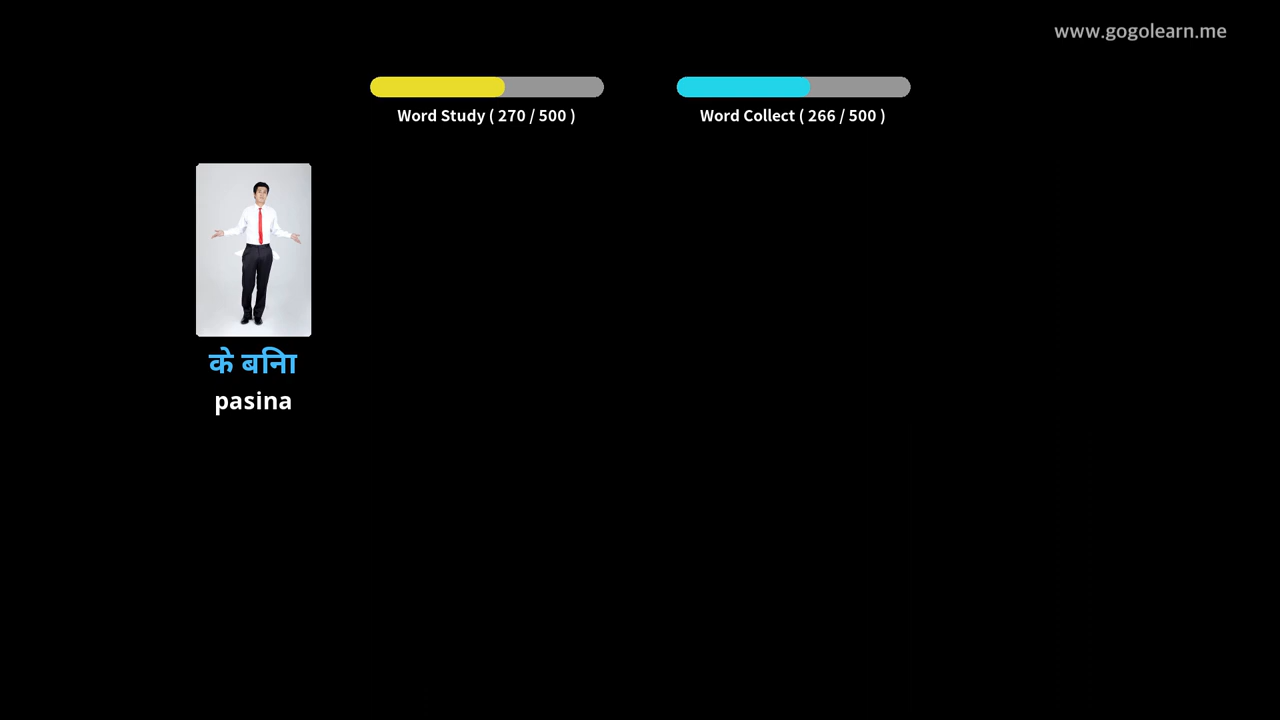 www.gogolearn.me
Word Study ( 270 / 500 )
Word Collect ( 266 / 500 )
के बिना
pasina